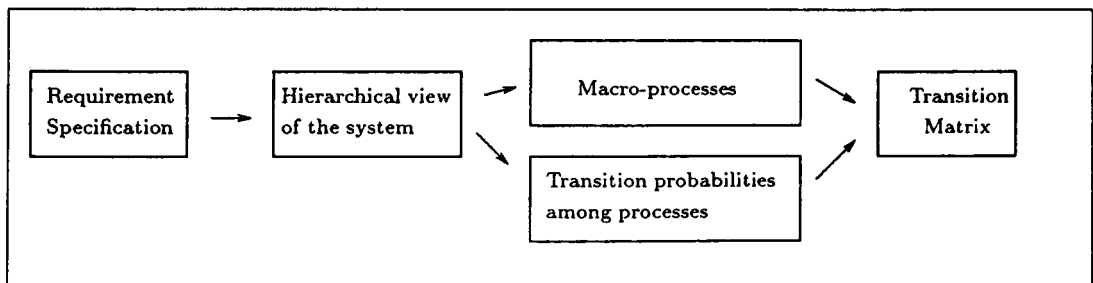 Requirement
Specification
Hierarchical view
of the system
Macro-processes
Transition probabilities
among processes
Transition
Matrix